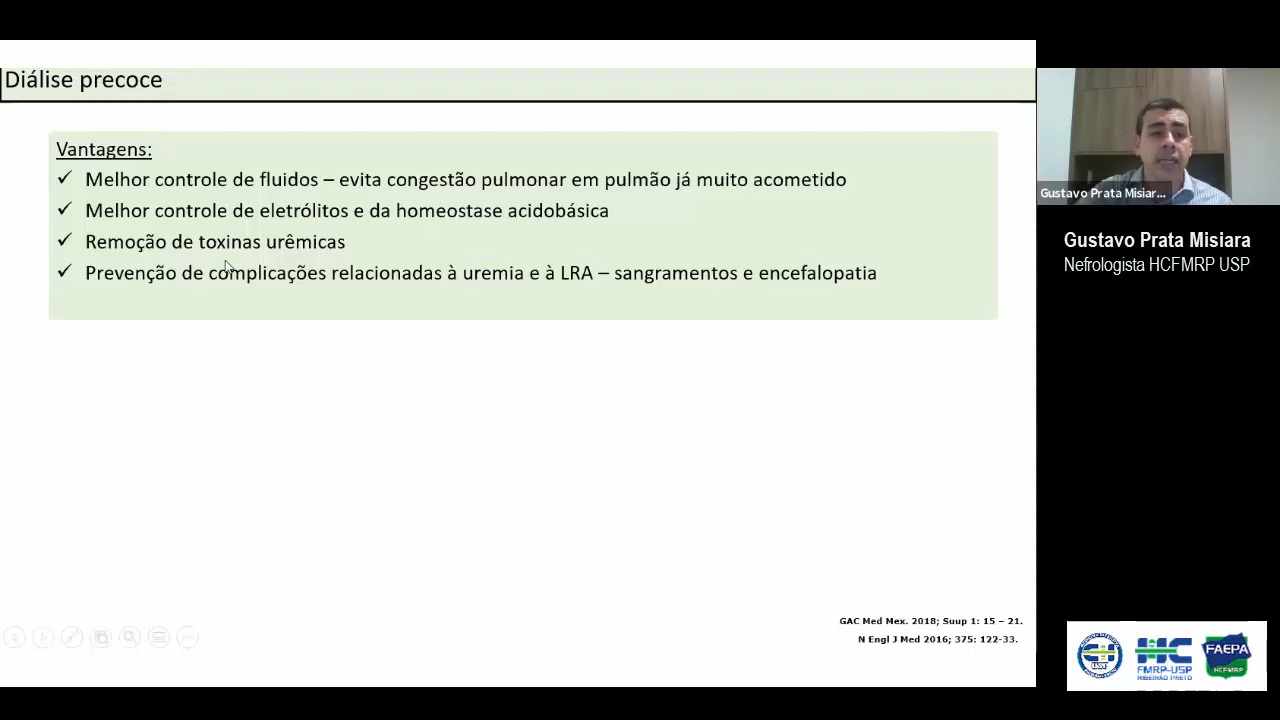 Diálise precoce
Vantagens:
✓ Melhor controle de fluidos – evita congestão pulmonar em pulmão já muito acometido
✓ Melhor controle de eletrólitos e da homeostase acidobásica
✓ Remoção de toxinas urêmicas
✓ Prevenção de complicações relacionadas à uremia e à LRA – sangramentos e encefalopatia
GAC Med Mex. 2018; Suup 1: 15 – 21.
N Engl J Med 2016; 375: 122-33.
Gustavo Prata Misiar...
Gustavo Prata Misiara
Nefrologista HCFMRP USP
HC
FMRP-USP
RIBEIRÃO PRETO
FAEPA
HCFMRP